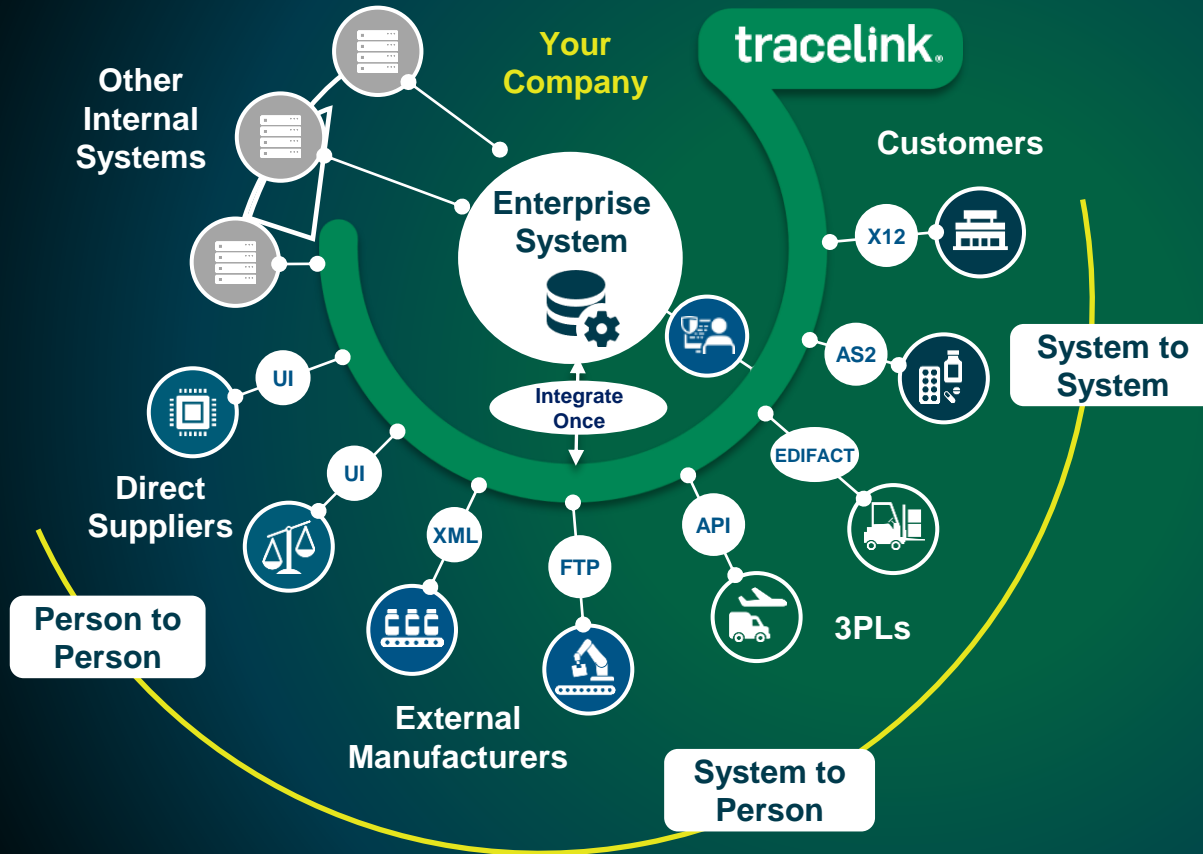 Your
Company
tracelink®
Other
Internal
Systems
Customers
Enterprise
System
X12
System to
System
AS2
UI
Integrate
Once
EDIFACT
UI
Direct
Suppliers
XML
API
FTP
Person to
Person
3PLs
External
Manufacturers
System to
Person